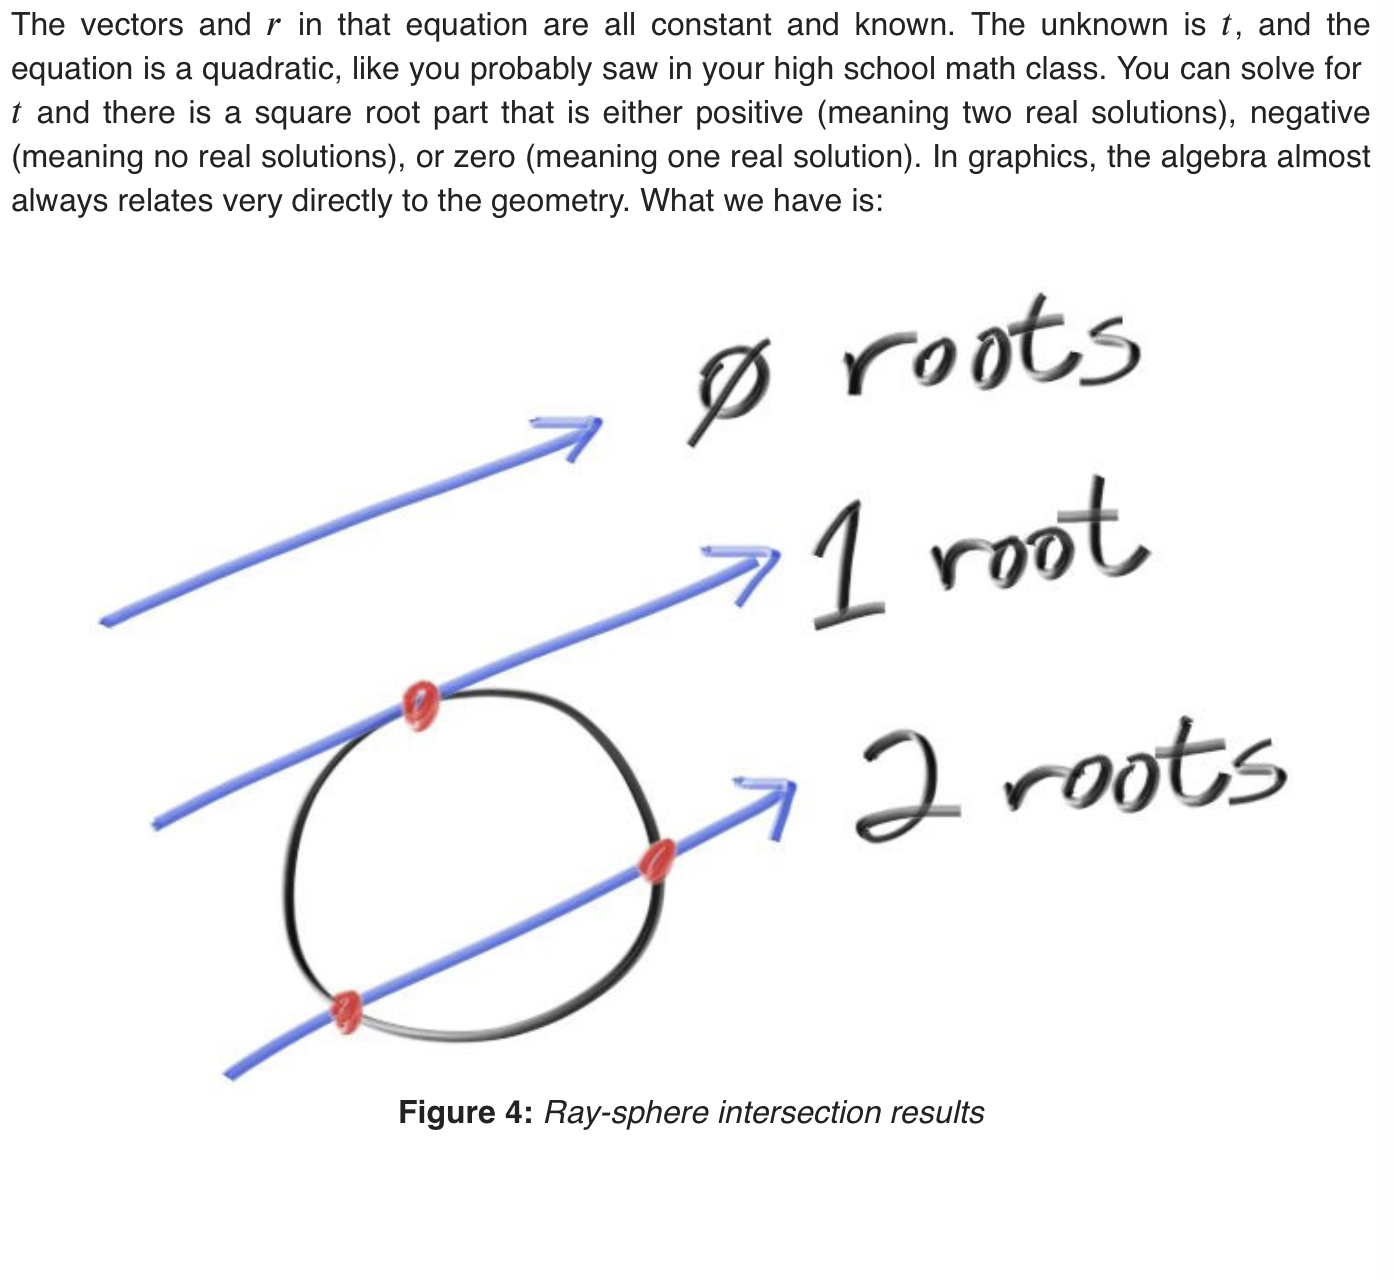 The vectors and r in that equation are all constant and known. The unknown is t, and the
equation is a quadratic, like you probably saw in your high school math class. You can solve for
t and there is a square root part that is either positive (meaning two real solutions), negative
(meaning no real solutions), or zero (meaning one real solution). In graphics, the algebra almost
always relates very directly to the geometry. What we have is:
0 roots
1 root
2 roots
Figure 4: Ray-sphere intersection results